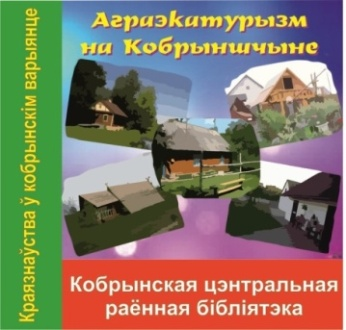 Аграэкатурызм
на Кобрыншчыне
Краязнаўства ў кобрынскім варыянце
Кобрынская цэнтральная
раённая бібліятэка